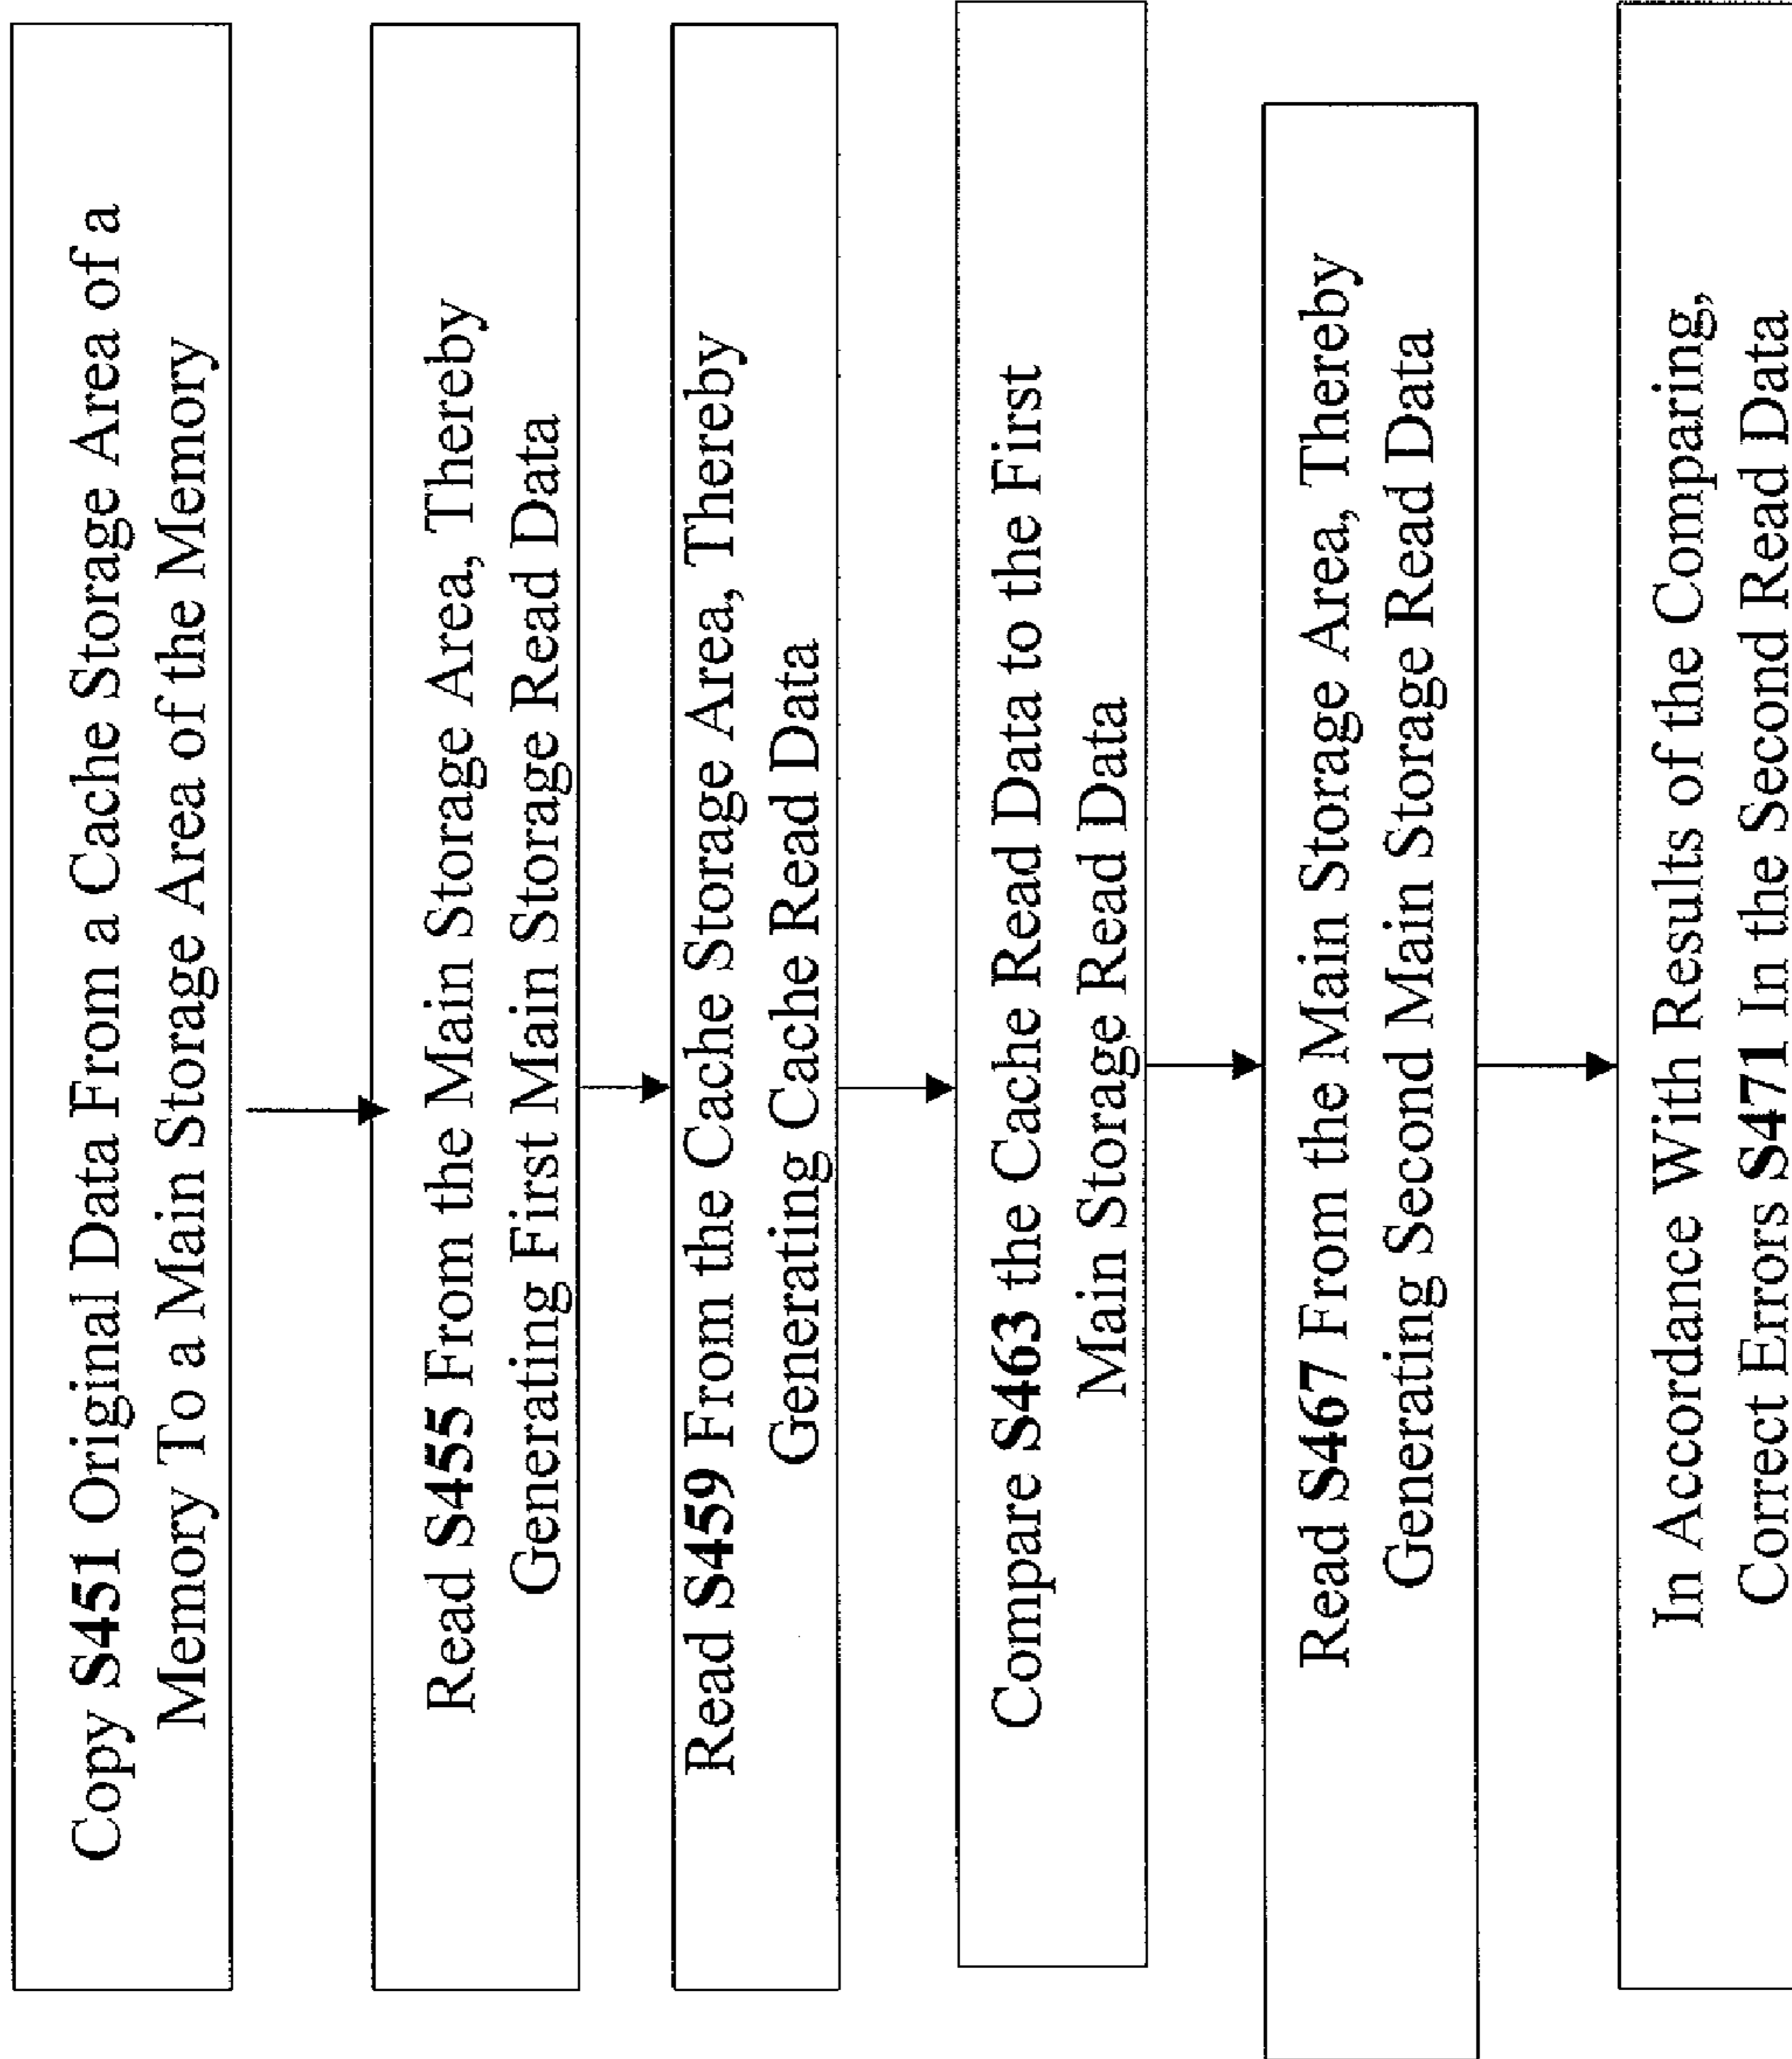 Copy S451 Original Data From a Cache Storage Area of a
Memory To a Main Storage Area of the Memory
Read S455 From the Main Storage Area, Thereby
Generating First Main Storage Read Data
Read S459 From the Cache Storage Area, Thereby
Generating Cache Read Data
Compare S463 the Cache Read Data to the First
Main Storage Read Data
Read S467 From the Main Storage Area, Thereby
Generating Second Main Storage Read Data
In Accordance With Results of the Comparing,
Correct Errors S471 In the Second Read Data